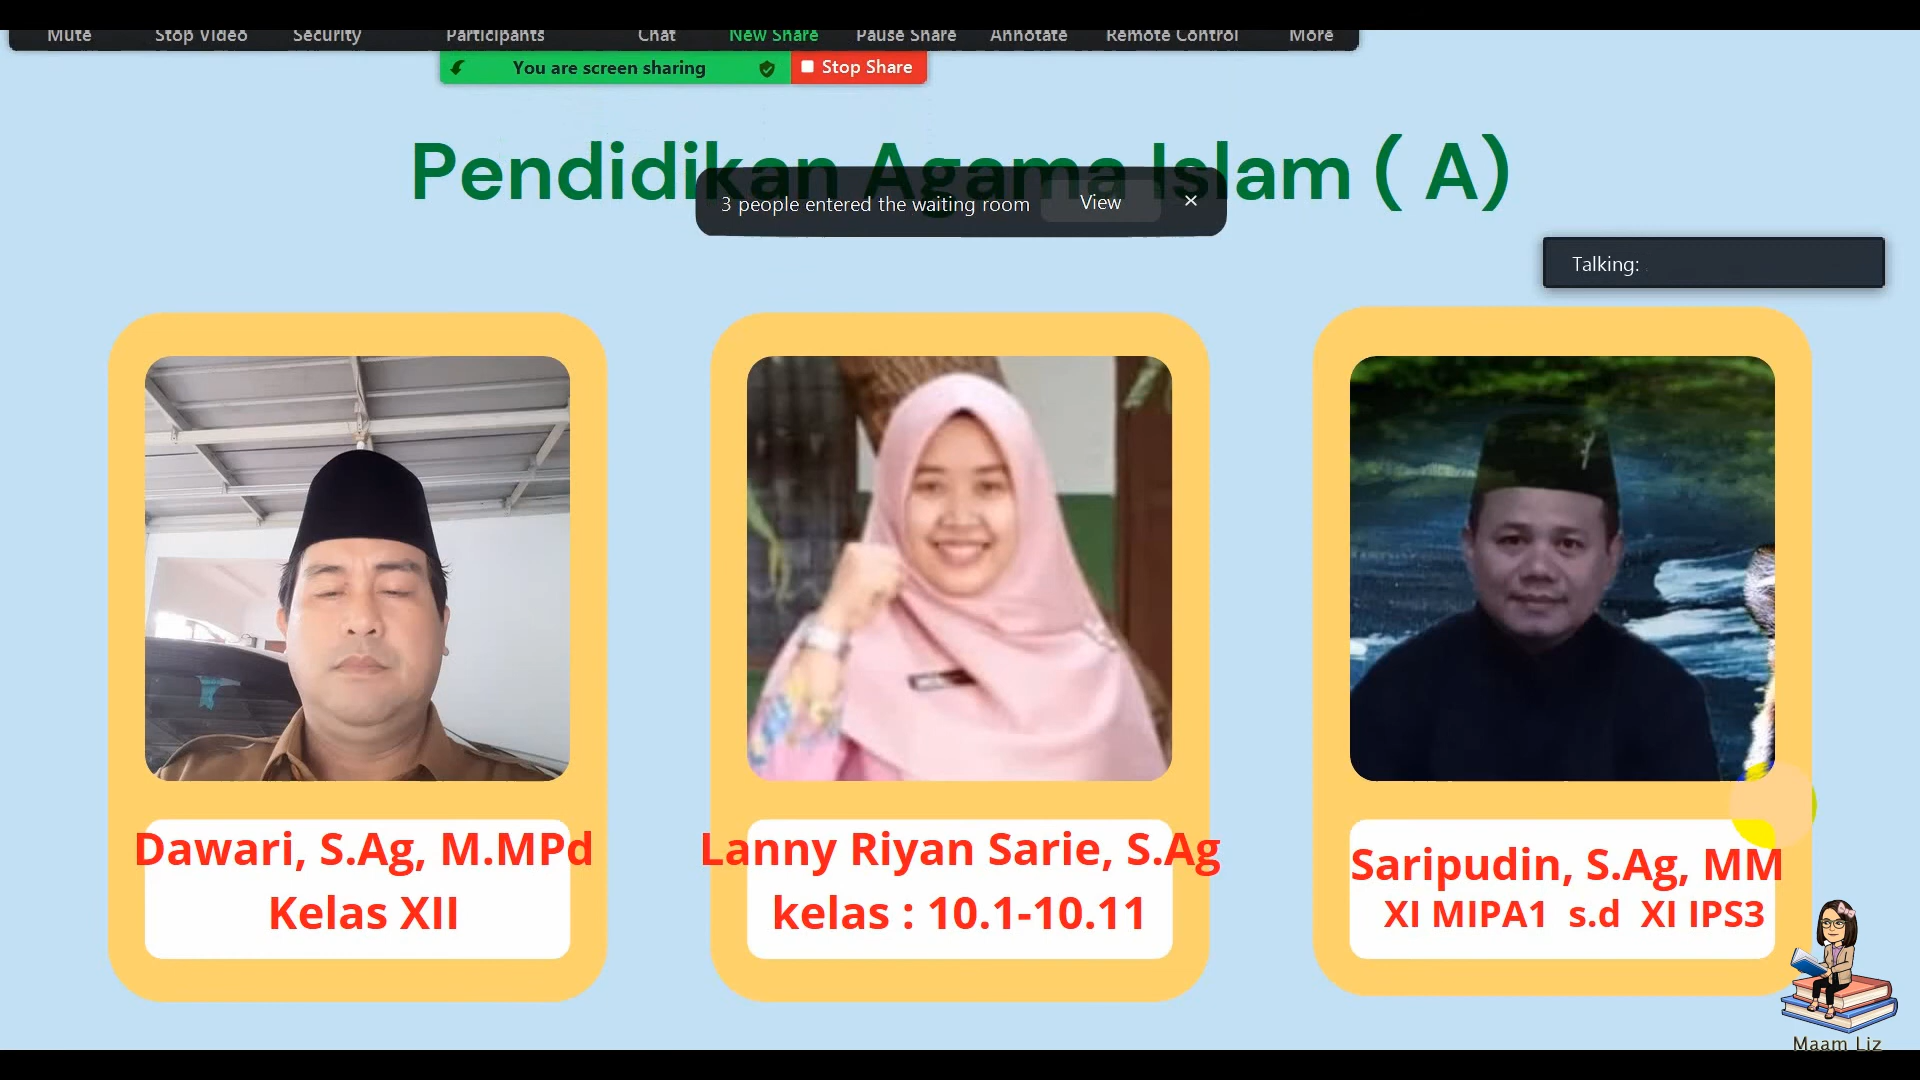 Mute Stop Video Security Participants Chat New Share Pause Share Annotate Remote Control More
You are screen sharing Stop Share
Pendidikan Agama Islam ( A)
3 people entered the waiting room View
Talking:
Dawari, S.Ag, M.MPd
Kelas XII
Lanny Riyan Sarie, S.Ag
kelas : 10.1-10.11
Saripudin, S.Ag, MM
XI MIPA1 s.d XI IPS3
Maam Liz